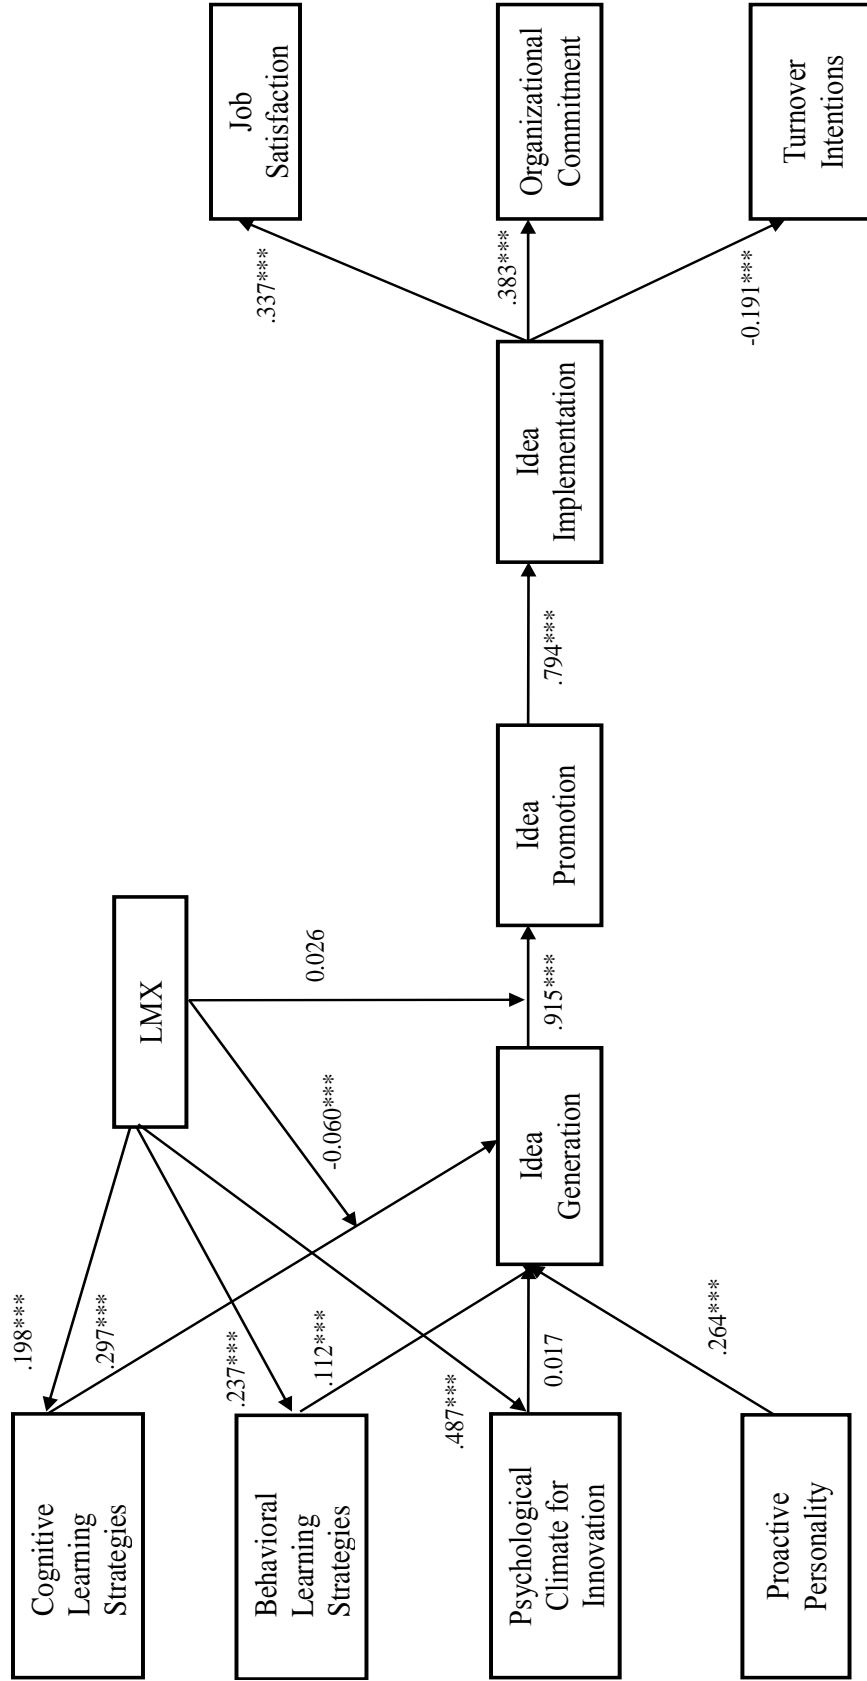 Cognitive
Learning
Strategies
Behavioral
Learning
Strategies
Psychological
Climate for
Innovation
Proactive
Personality
.198***
.297***
.237***
.112***
.487***
0.017
.264***
LMX
-0.060***
0.026
Idea
Generation
.915***
Idea
Promotion
.794***
Idea
Implementation
.337***
.383***
-0.191***
Job
Satisfaction
Organizational
Commitment
Turnover
Intentions